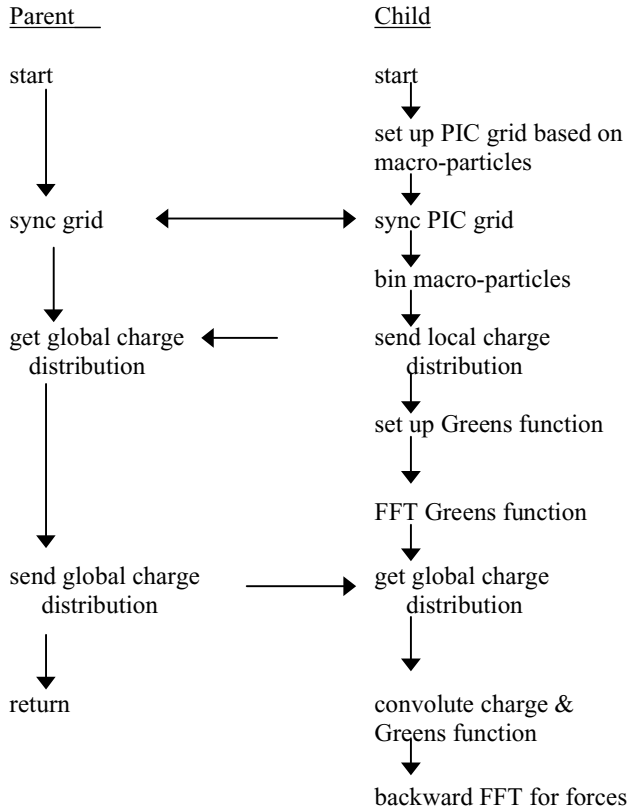 Parent Child
start start
set up PIC grid based on
macro-particles
sync grid sync PIC grid
bin macro-particles
get global charge send local charge
distribution distribution
set up Greens function
FFT Greens function
send global charge get global charge
distribution distribution
return convolute charge &
Greens function
backward FFT for forces